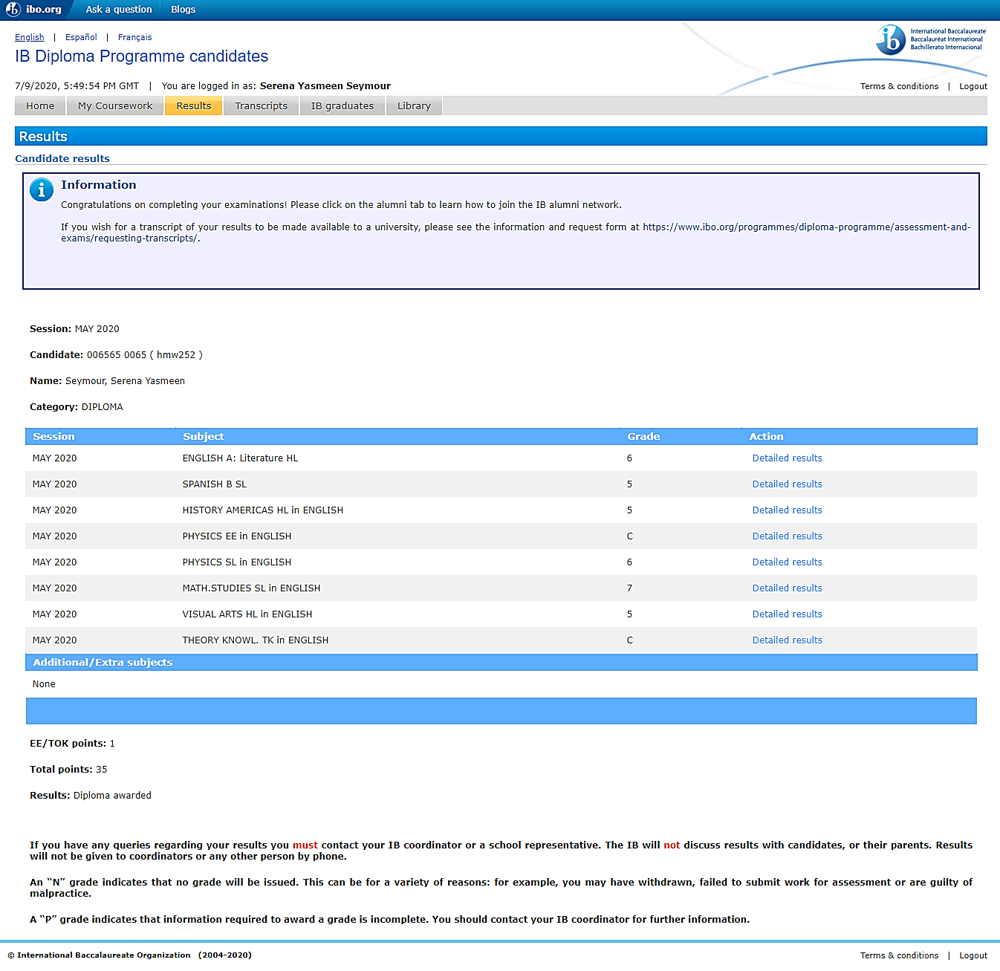 ibo.org Ask a question Blogs
English | Español | Français
International Baccalaureate
Baccalauréat International
Bachillerato Internacional
IB Diploma Programme candidates
7/9/2020, 5:49:54 PM GMT | You are logged in as: Serena Yasmeen Seymour Terms & conditions | Logout
Home My Coursework Results Transcripts IB graduates Library
Results
Candidate results
Information
Congratulations on completing your examinations! Please click on the alumni tab to learn how to join the IB alumni network.
If you wish for a transcript of your results to be made available to a university, please see the information and request form at https://www.ibo.org/programmes/diploma-programme/assessment-and-
exams/requesting-transcripts/.
Session: MAY 2020
Candidate: 006565 0065 ( hmw252 )
Name: Seymour, Serena Yasmeen
Category: DIPLOMA
Session Subject Grade Action
MAY 2020 ENGLISH A: Literature HL 6 Detailed results
MAY 2020 SPANISH B SL 5 Detailed results
MAY 2020 HISTORY AMERICAS HL in ENGLISH 5 Detailed results
MAY 2020 PHYSICS EE in ENGLISH C Detailed results
MAY 2020 PHYSICS SL in ENGLISH 6 Detailed results
MAY 2020 MATH.STUDIES SL in ENGLISH 7 Detailed results
MAY 2020 VISUAL ARTS HL in ENGLISH 5 Detailed results
MAY 2020 THEORY KNOWL. TK in ENGLISH C Detailed results
Additional/Extra subjects
None
EE/TOK points: 1
Total points: 35
Results: Diploma awarded
If you have any queries regarding your results you must contact your IB coordinator or a school representative. The IB will not discuss results with candidates, or their parents. Results
will not be given to coordinators or any other person by phone.
An “N” grade indicates that no grade will be issued. This can be for a variety of reasons: for example, you may have withdrawn, failed to submit work for assessment or are guilty of
malpractice.
A “P” grade indicates that information required to award a grade is incomplete. You should contact your IB coordinator for further information.
© International Baccalaureate Organization (2004-2020) Terms & conditions | Logout